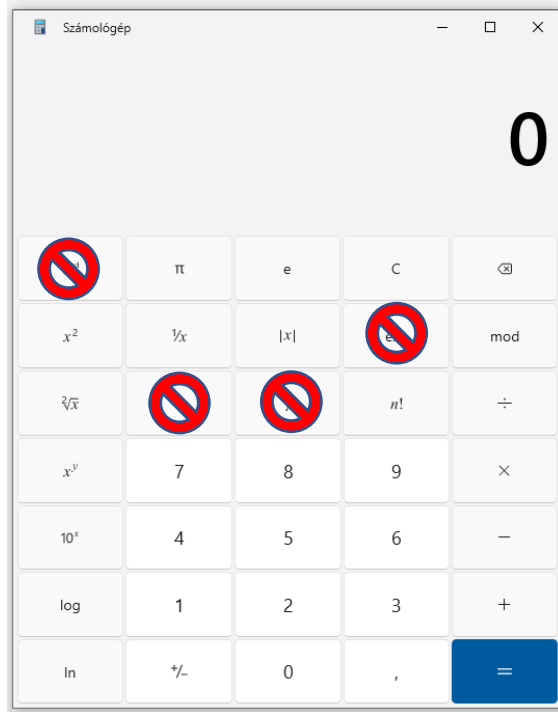 Számológép
0
π e C
x² ¹/x |x| mod
²√x n! ÷
xʸ 7 8 9 ×
10ˣ 4 5 6 −
log 1 2 3 +
ln +/− 0 , =